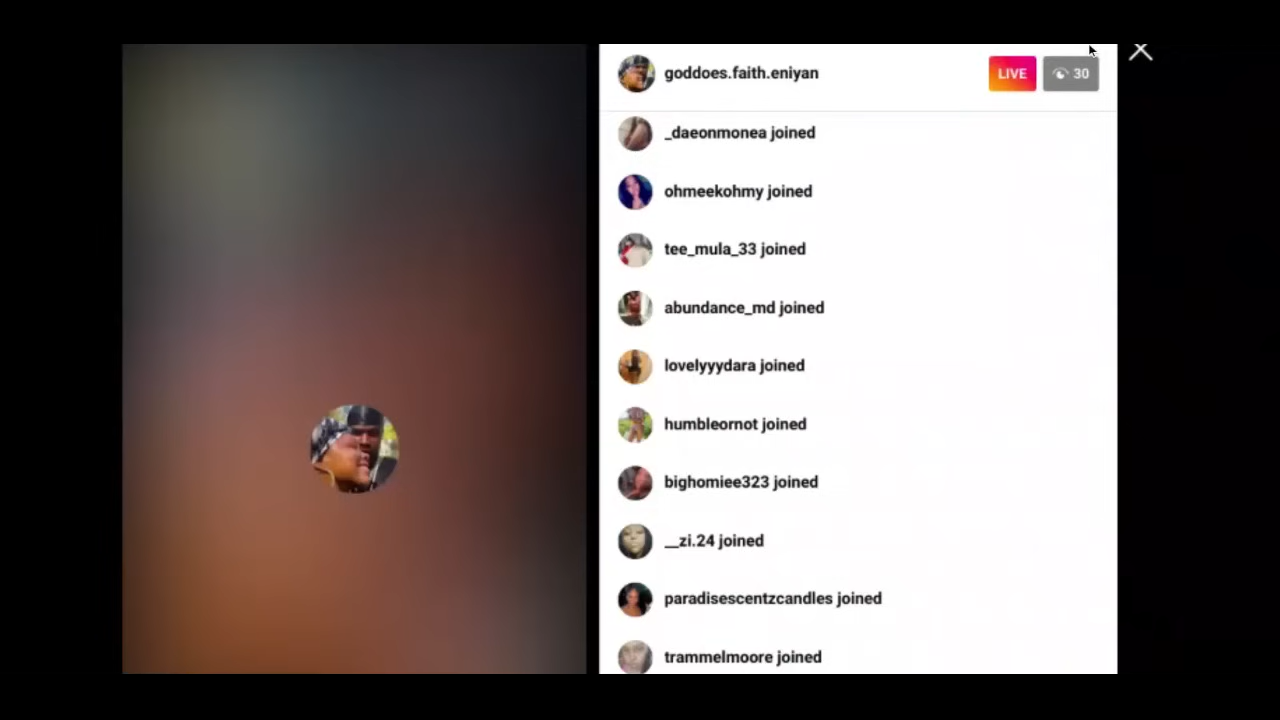 goddoes.faith.eniyan
LIVE 30
_daeonmonea joined
ohmeekohmy joined
tee_mula_33 joined
abundance_md joined
lovelyyydara joined
humbleornot joined
bighomiee323 joined
__zi.24 joined
paradisescentzcandles joined
trammelmoore joined